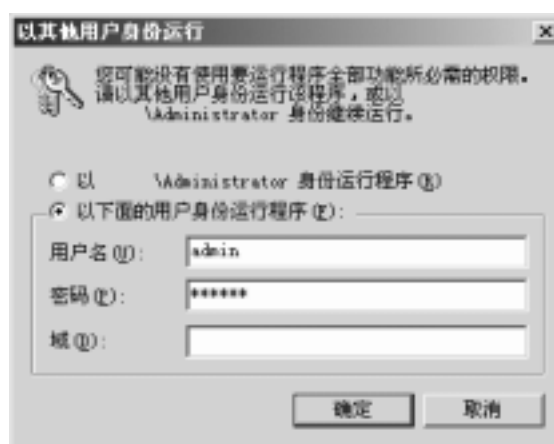 以其他用户身份运行
您可能没有使用要运行程序全部功能所必需的权限。
请以其他用户身份运行该程序，或以
\Administrator 身份继续运行。
以 \Administrator 身份运行程序(R)
以下面的用户身份运行程序(F):
用户名(U): admin
密码(P): ******
域(D):
确定 取消